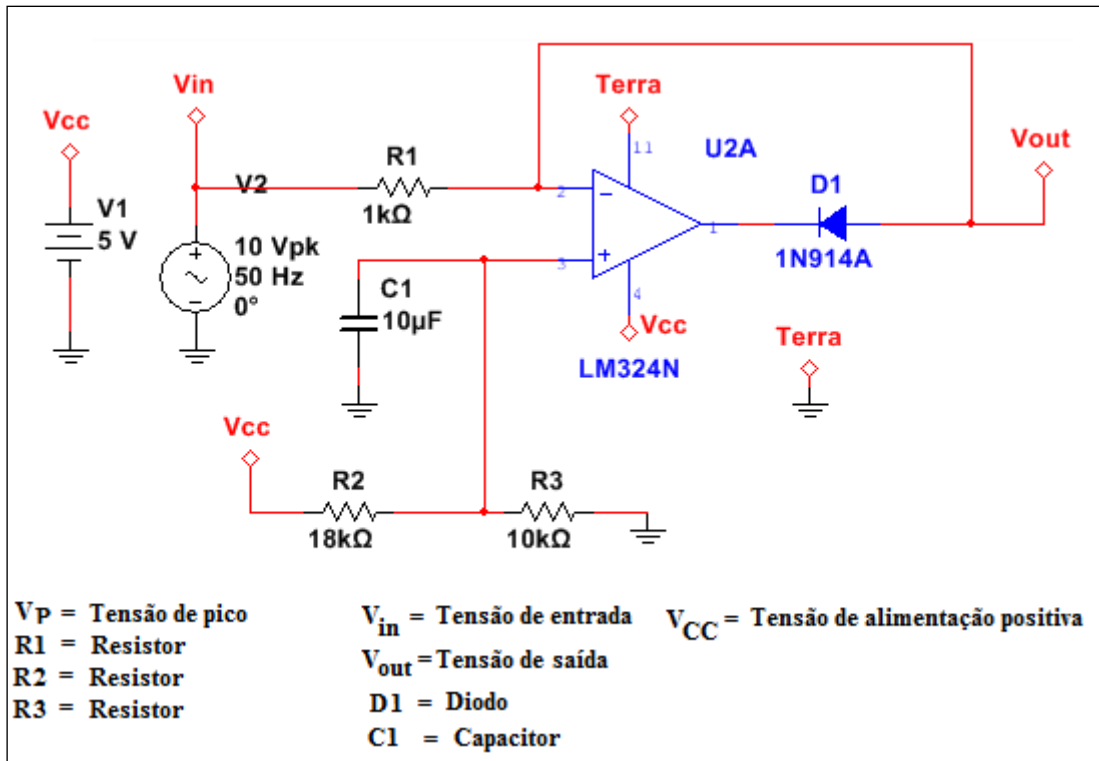 Vin
Terra
Vcc
11
U2A
Vout
R1
V2
D1
V1
2
1
1kΩ
5 V
10 Vpk
1N914A
50 Hz
3
C1
0°
10µF
4
Vcc
Terra
LM324N
Vcc
R2
R3
18kΩ
10kΩ
VP = Tensão de pico
Vin = Tensão de entrada
VCC = Tensão de alimentação positiva
R1 = Resistor
Vout = Tensão de saída
R2 = Resistor
D1 = Diodo
R3 = Resistor
C1 = Capacitor